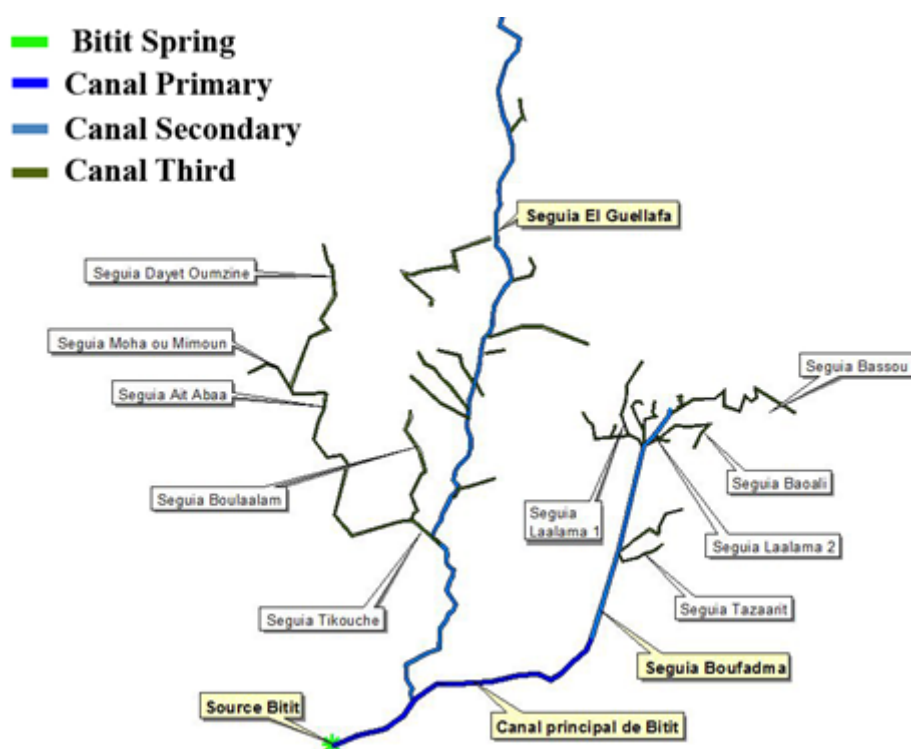 Bitit Spring
Canal Primary
Canal Secondary
Canal Third
Seguia El Guellafa
Seguia Dayet Oumzine
Seguia Moha ou Mimoun
Seguia Ait Abaa
Seguia Bassou
Seguia Baoali
Seguia Boulaalam
Seguia
Laalama 1
Seguia Laalama 2
Seguia Tikouche
Seguia Tazaarit
Seguia Boufadma
Source Bitit
Canal principal de Bitit